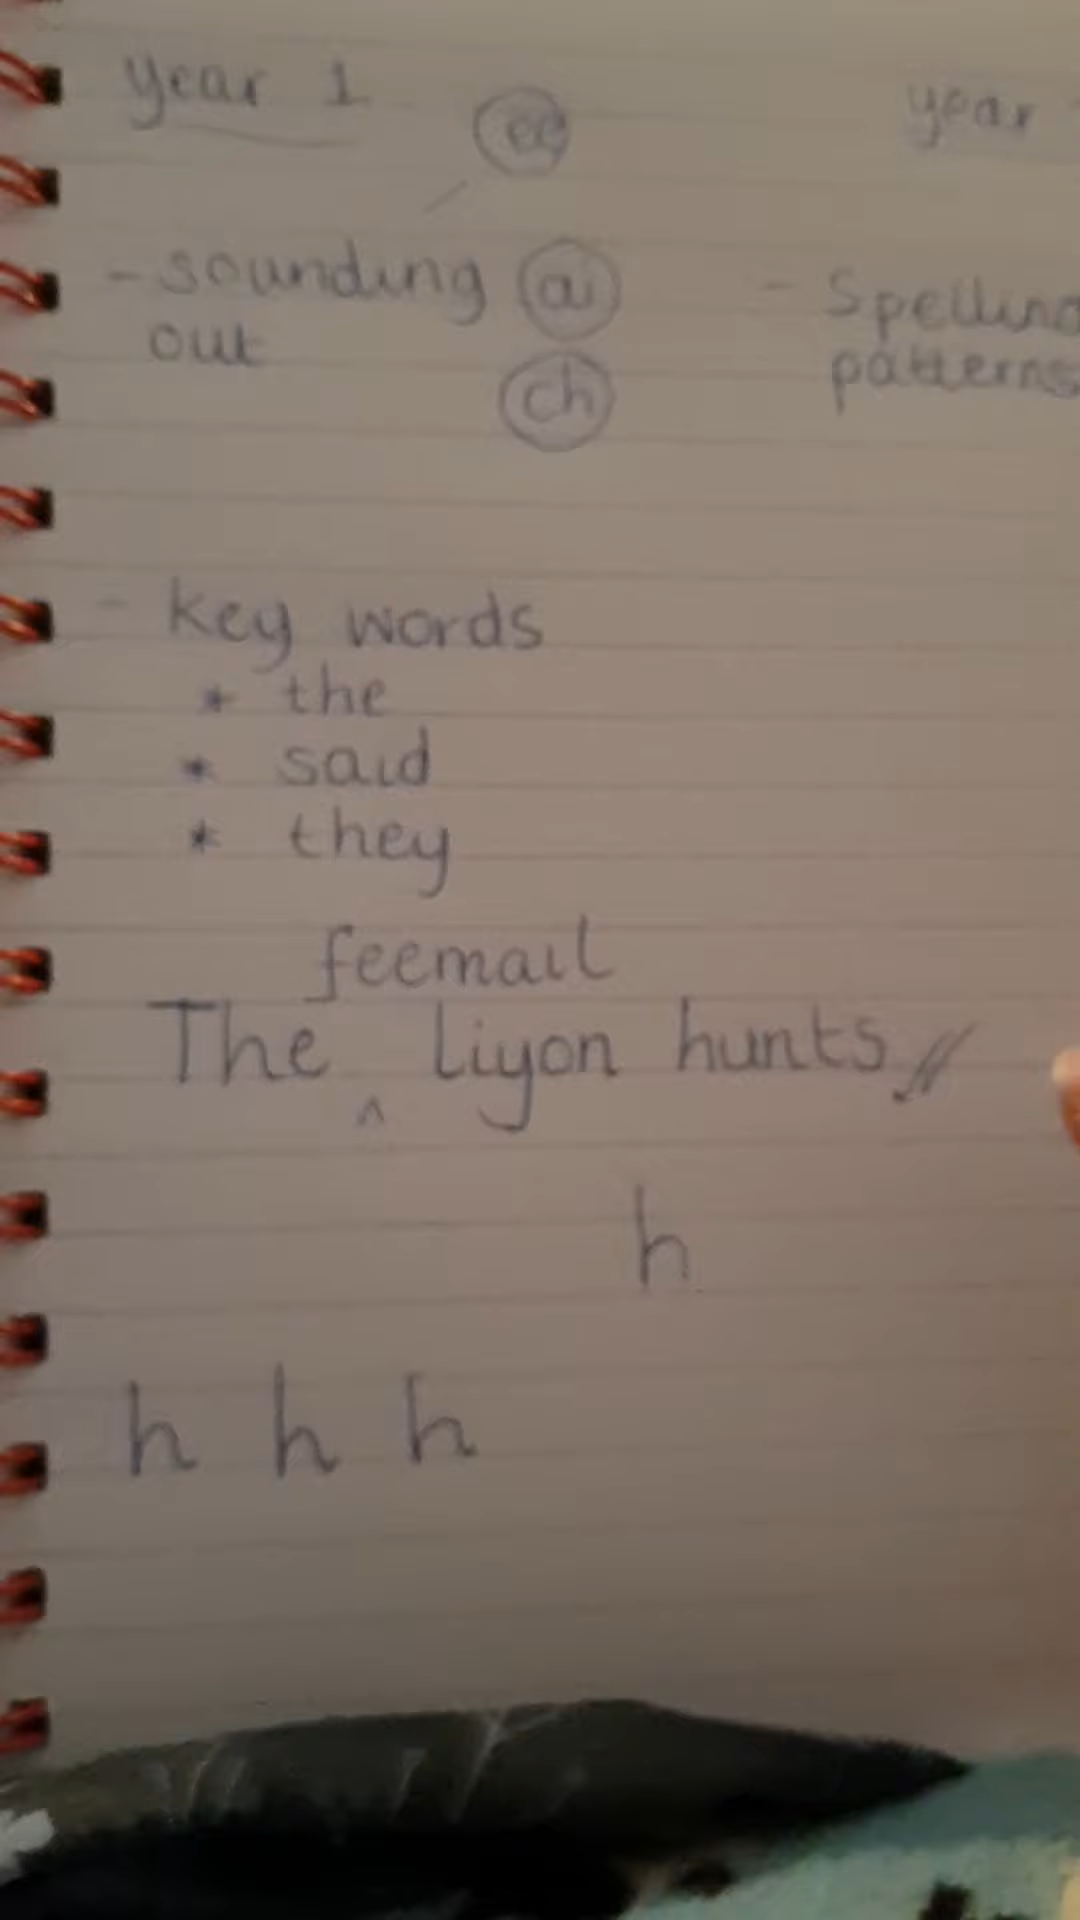 Year 1
ee
year
- sounding ai
out
ch
- Spelling
patterns
- key words
* the
* said
* they
feemail
The ^ liyon hunts.
h
h h h